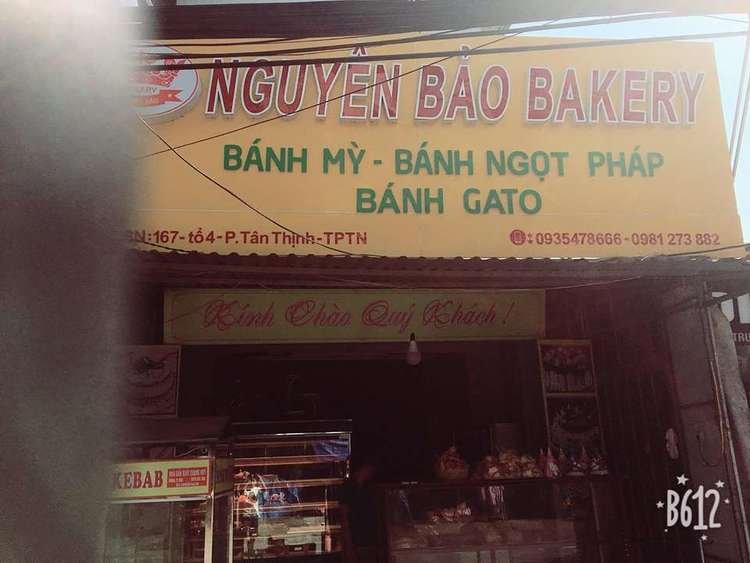 NGUYÊN BẢO BAKERY
BÁNH MỲ - BÁNH NGỌT PHÁP
BÁNH GATO
167 - tổ 4 - P. Tân Thịnh - TPTN
0935478666 - 0981 273 882
Kính Chào Quý Khách!
KEBAB
B612